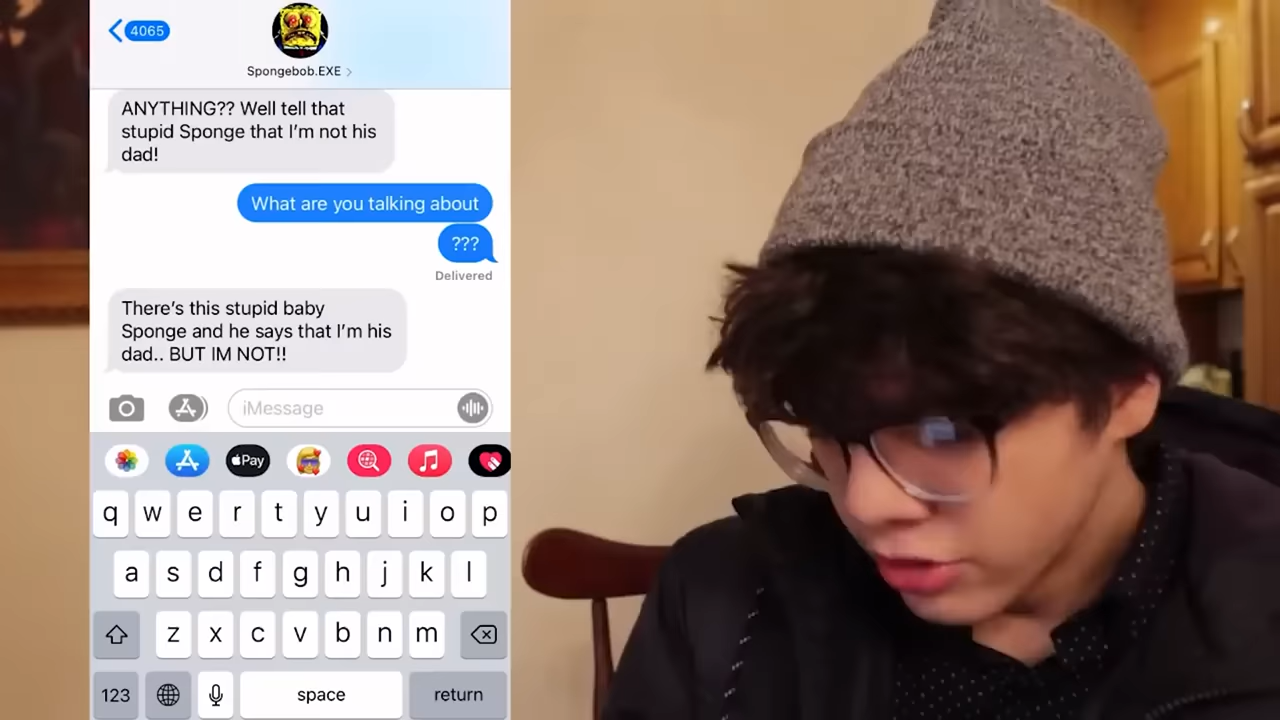 4065
Spongebob.EXE
ANYTHING?? Well tell that
stupid Sponge that I'm not his
dad!
What are you talking about
???
Delivered
There's this stupid baby
Sponge and he says that I'm his
dad.. BUT IM NOT!!
iMessage
Pay
q w e r t y u i o p
a s d f g h j k l
z x c v b n m
123 space return